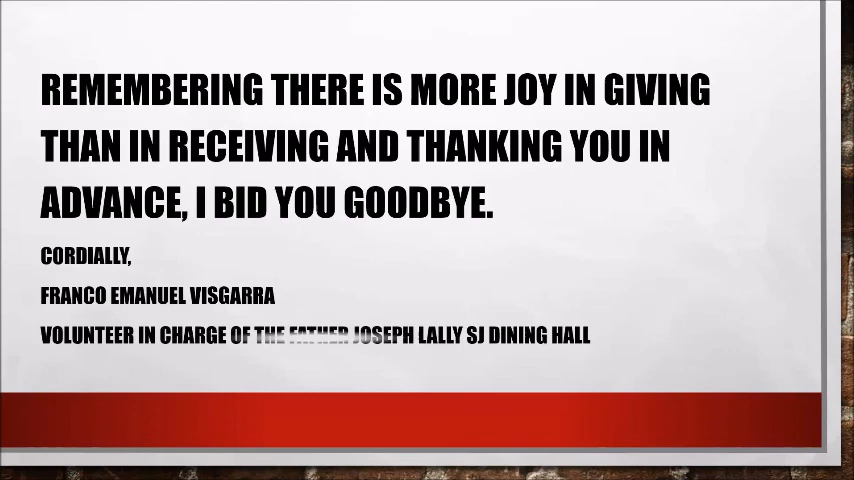 REMEMBERING THERE IS MORE JOY IN GIVING
THAN IN RECEIVING AND THANKING YOU IN
ADVANCE, I BID YOU GOODBYE.
CORDIALLY,
FRANCO EMANUEL VISGARRA
VOLUNTEER IN CHARGE OF THE FATHER JOSEPH LALLY SJ DINING HALL